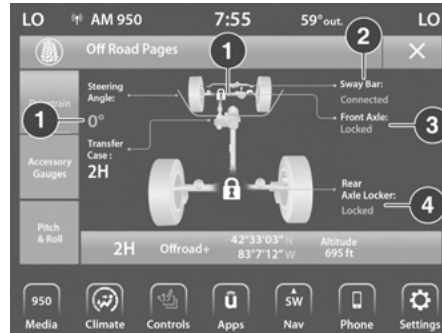 LO AM 950 7:55 59°out. LO
Off Road Pages
1
2
Steering
Angle:
1
0°
Transfer
Case :
2H
Sway Bar:
Connected
Front Axle:
Locked
3
Rear
Axle Locker:
Locked
4
Accessory
Gauges
Pitch
& Roll
2H Offroad+ 42°33'03" N Altitude
83°7'12" W 695 ft
950 SW
Media Climate Controls Apps Nav Phone Settings